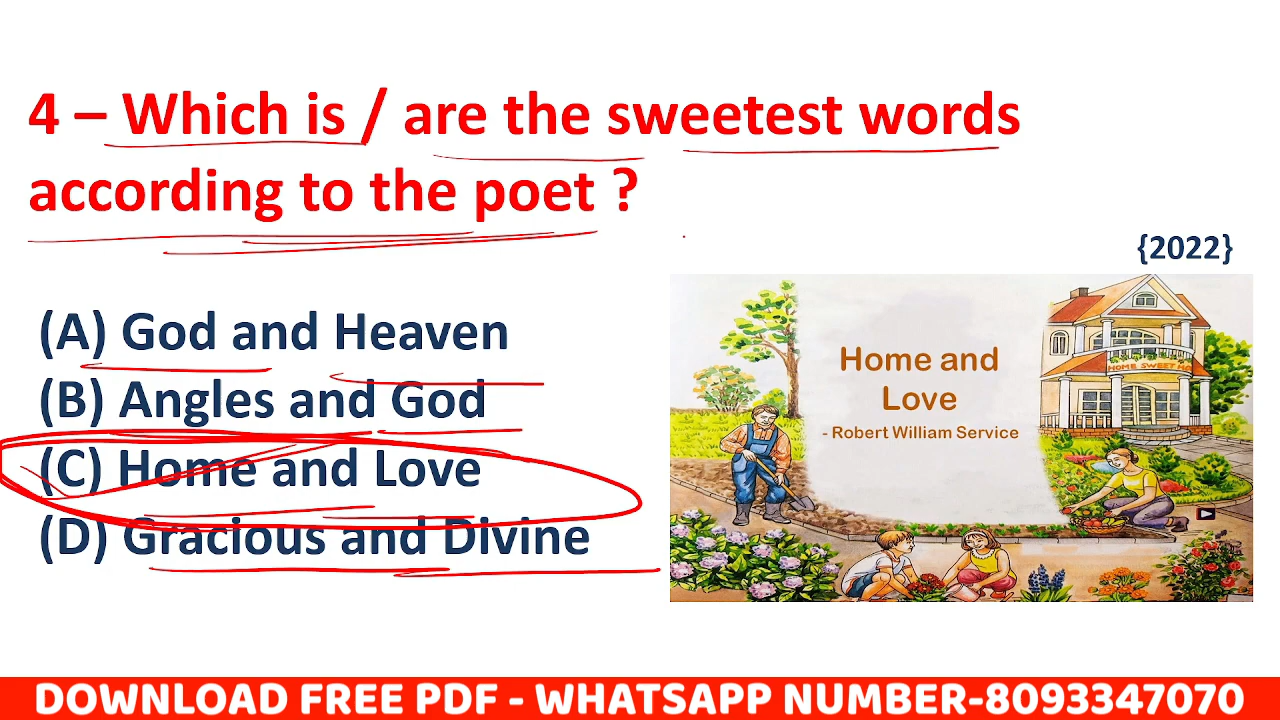 4 – Which is / are the sweetest words
according to the poet ?
{2022}
(A) God and Heaven
(B) Angles and God
(C) Home and Love
(D) Gracious and Divine
Home and
Love
- Robert William Service
HOME SWEET
DOWNLOAD FREE PDF - WHATSAPP NUMBER-8093347070